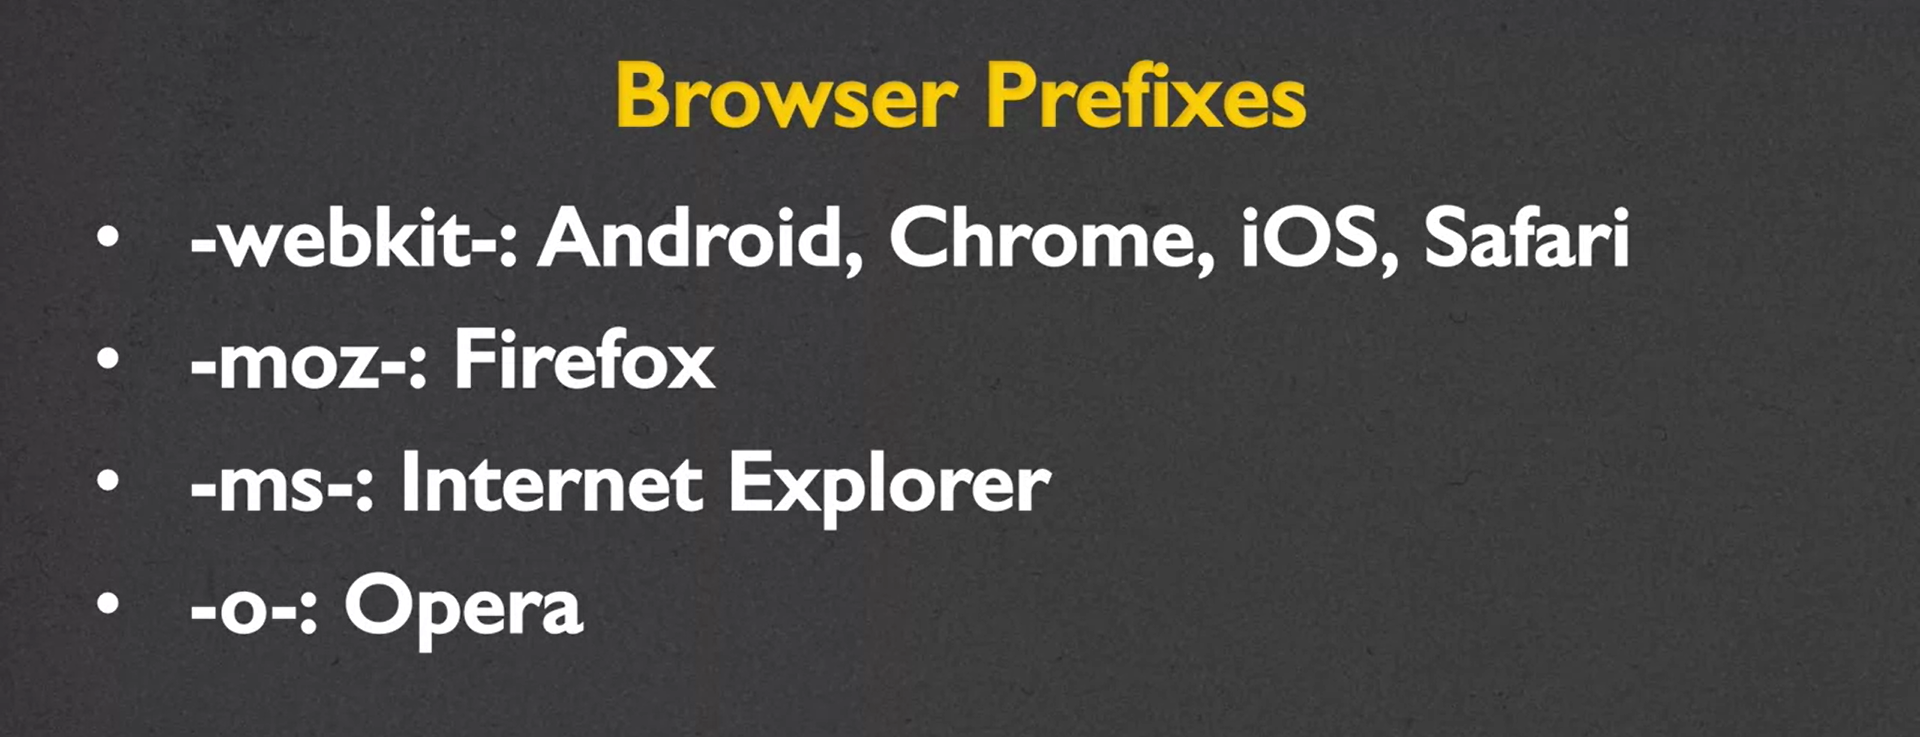 Browser Prefixes
• -webkit-: Android, Chrome, iOS, Safari
• -moz-: Firefox
• -ms-: Internet Explorer
• -o-: Opera